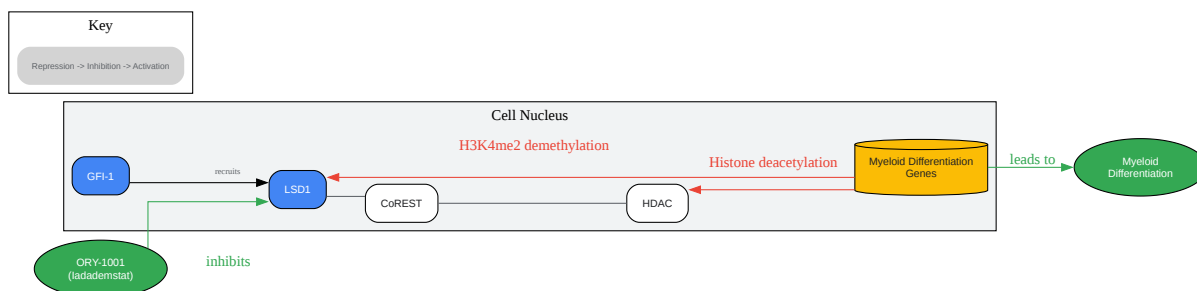 Key
Repression -> Inhibition -> Activation
Cell Nucleus
H3K4me2 demethylation
Histone deacetylation
Myeloid Differentiation
Genes
leads to
Myeloid
Differentiation
GFI-1
recruits
LSD1
CoREST
HDAC
ORY-1001
(Iadademstat)
inhibits